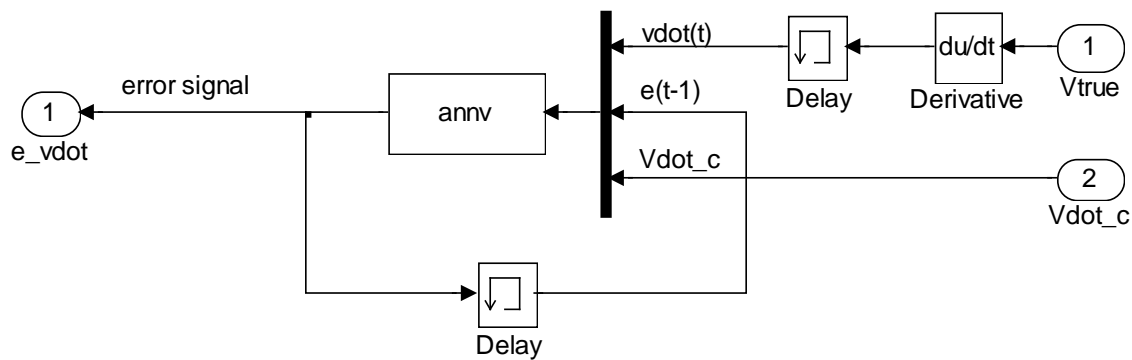 vdot(t)
1
du/dt
error signal
Vtrue
Delay
Derivative
e(t-1)
1
annv
e_vdot
Vdot_c
2
Vdot_c
Delay